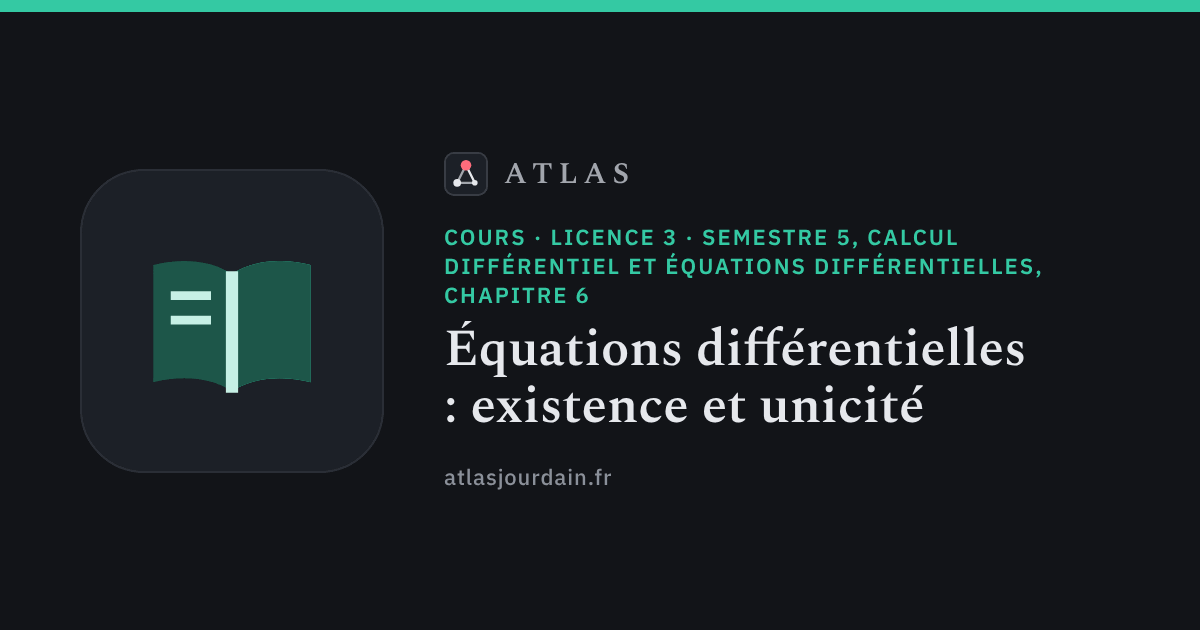 ATLAS
COURS · LICENCE 3 · SEMESTRE 5, CALCUL
DIFFÉRENTIEL ET ÉQUATIONS DIFFÉRENTIELLES,
CHAPITRE 6
Équations différentielles
: existence et unicité
atlasjourdain.fr